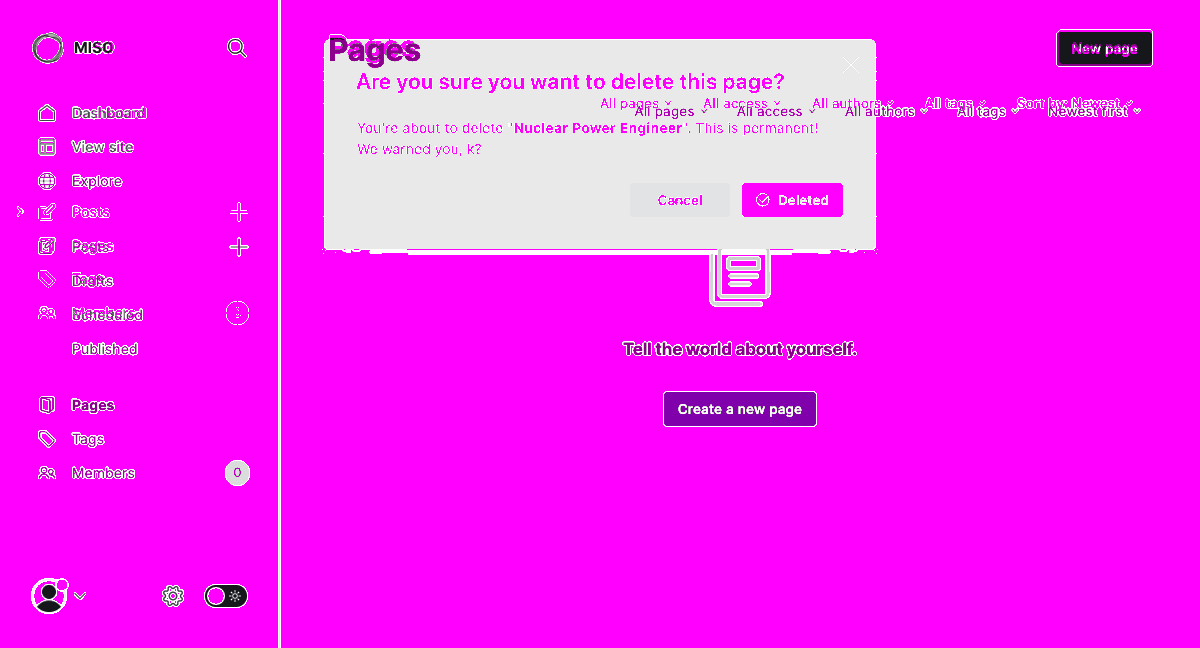 MISO
Dashboard
View site
Explore
Posts
Pages
Published
Pages
Tags
Members 0
Pages
New page
Are you sure you want to delete this page?
All pages All access All authors All tags Sort by: Newest
All pages All access All authors All tags Newest first
You're about to delete "Nuclear Power Engineer". This is permanent!
We warned you, k?
Cancel
Deleted
Tell the world about yourself.
Create a new page